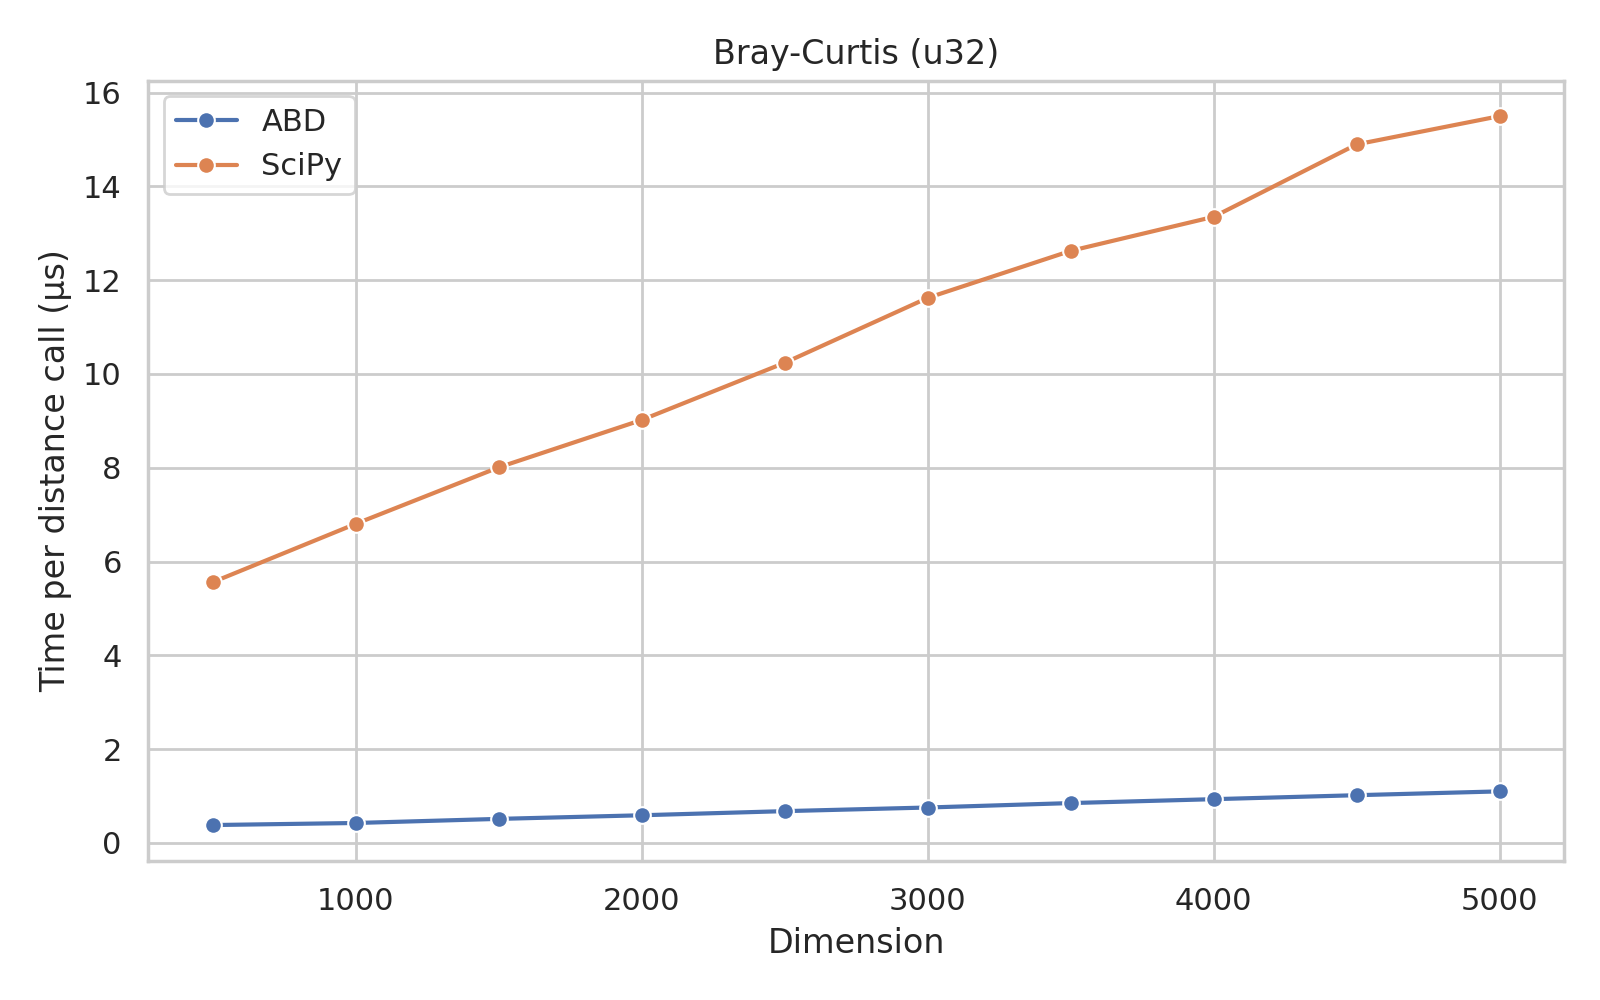 Bray-Curtis (u32)
ABD
SciPy
Time per distance call (µs)
16
14
12
10
8
6
4
2
0
1000 2000 3000 4000 5000
Dimension